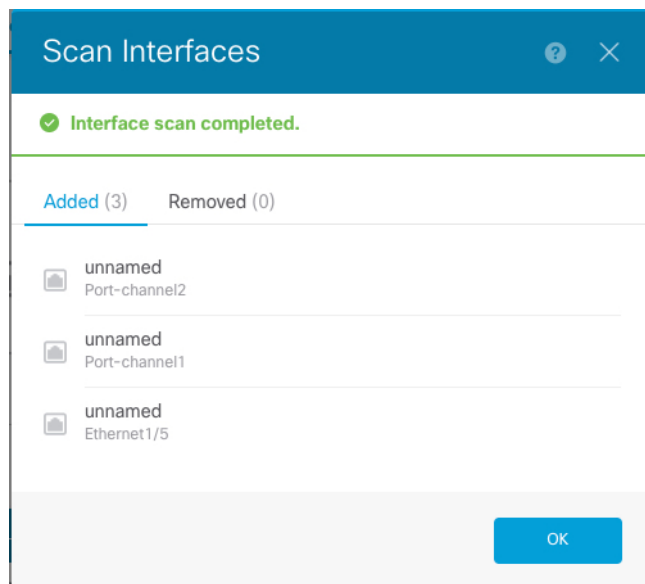 Scan Interfaces
Interface scan completed.
Added (3) Removed (0)
unnamed
Port-channel2
unnamed
Port-channel1
unnamed
Ethernet1/5
OK